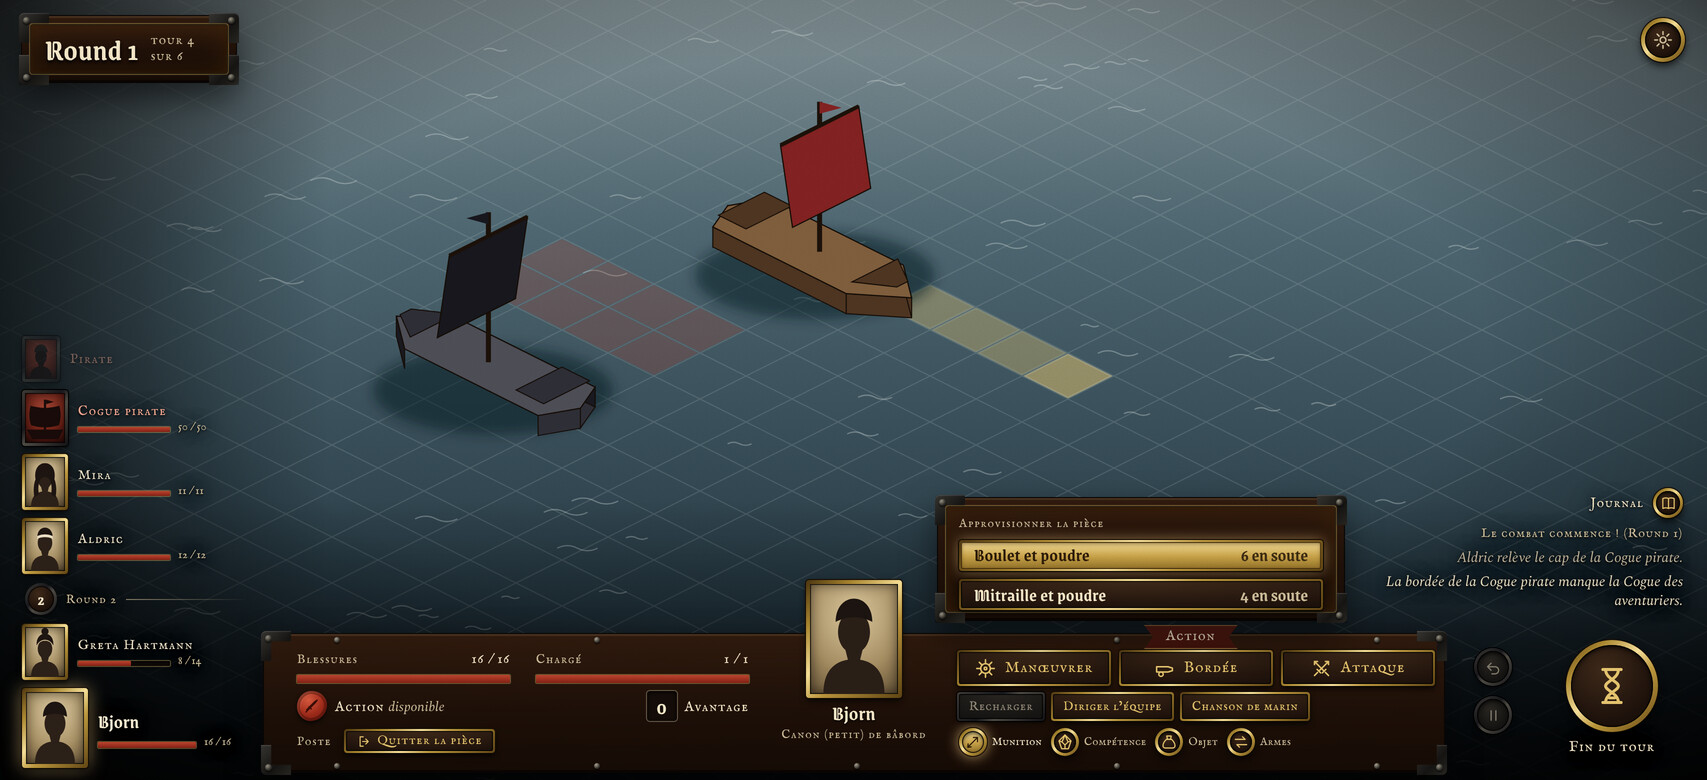 Round 1
TOUR 4
SUR 6
PIRATE
COGUE PIRATE
50/50
MIRA
11/11
ALDRIC
12/12
2 ROUND 2
GRETA HARTMANN
8/14
Bjorn
16/16
BLESSURES 16/16
CHARGÉ 1/1
ACTION disponible
0 AVANTAGE
POSTE QUITTER LA PIÈCE
Bjorn
CANON (PETIT) DE BÂBORD
APPROVISIONNER LA PIÈCE
Boulet et poudre 6 en soute
Mitraille et poudre 4 en soute
ACTION
MANŒUVRER BORDÉE ATTAQUE
RECHARGER DIRIGER L'ÉQUIPE CHANSON DE MARIN
MUNITION COMPÉTENCE OBJET ARMES
JOURNAL
LE COMBAT COMMENCE ! (ROUND 1)
Aldric relève le cap de la Cogue pirate.
La bordée de la Cogue pirate manque la Cogue des
aventuriers.
FIN DU TOUR